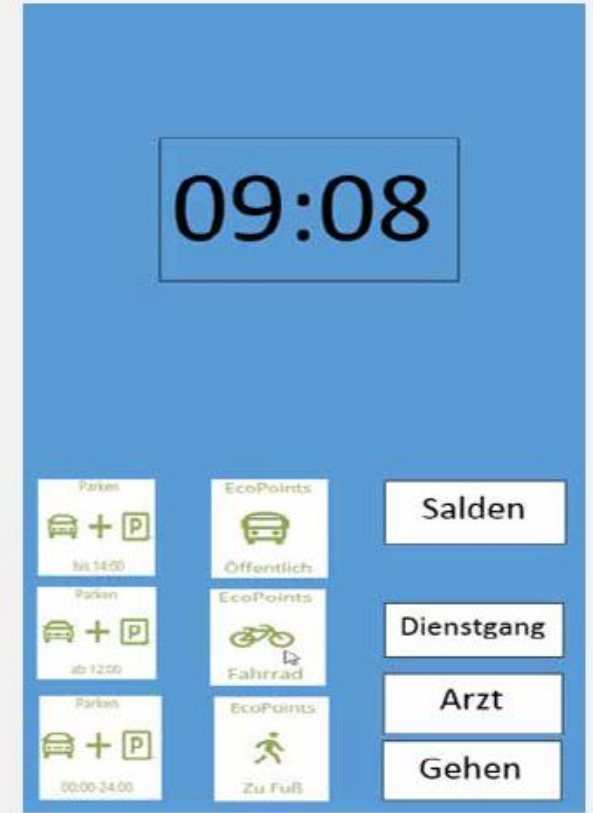 09:08
Parken
P
bis 14:00
EcoPoints
Öffentlich
Salden
Parken
P
ab 12:00
EcoPoints
Fahrrad
Dienstgang
Parken
P
00:00-24:00
EcoPoints
Zu Fuß
Arzt
Gehen